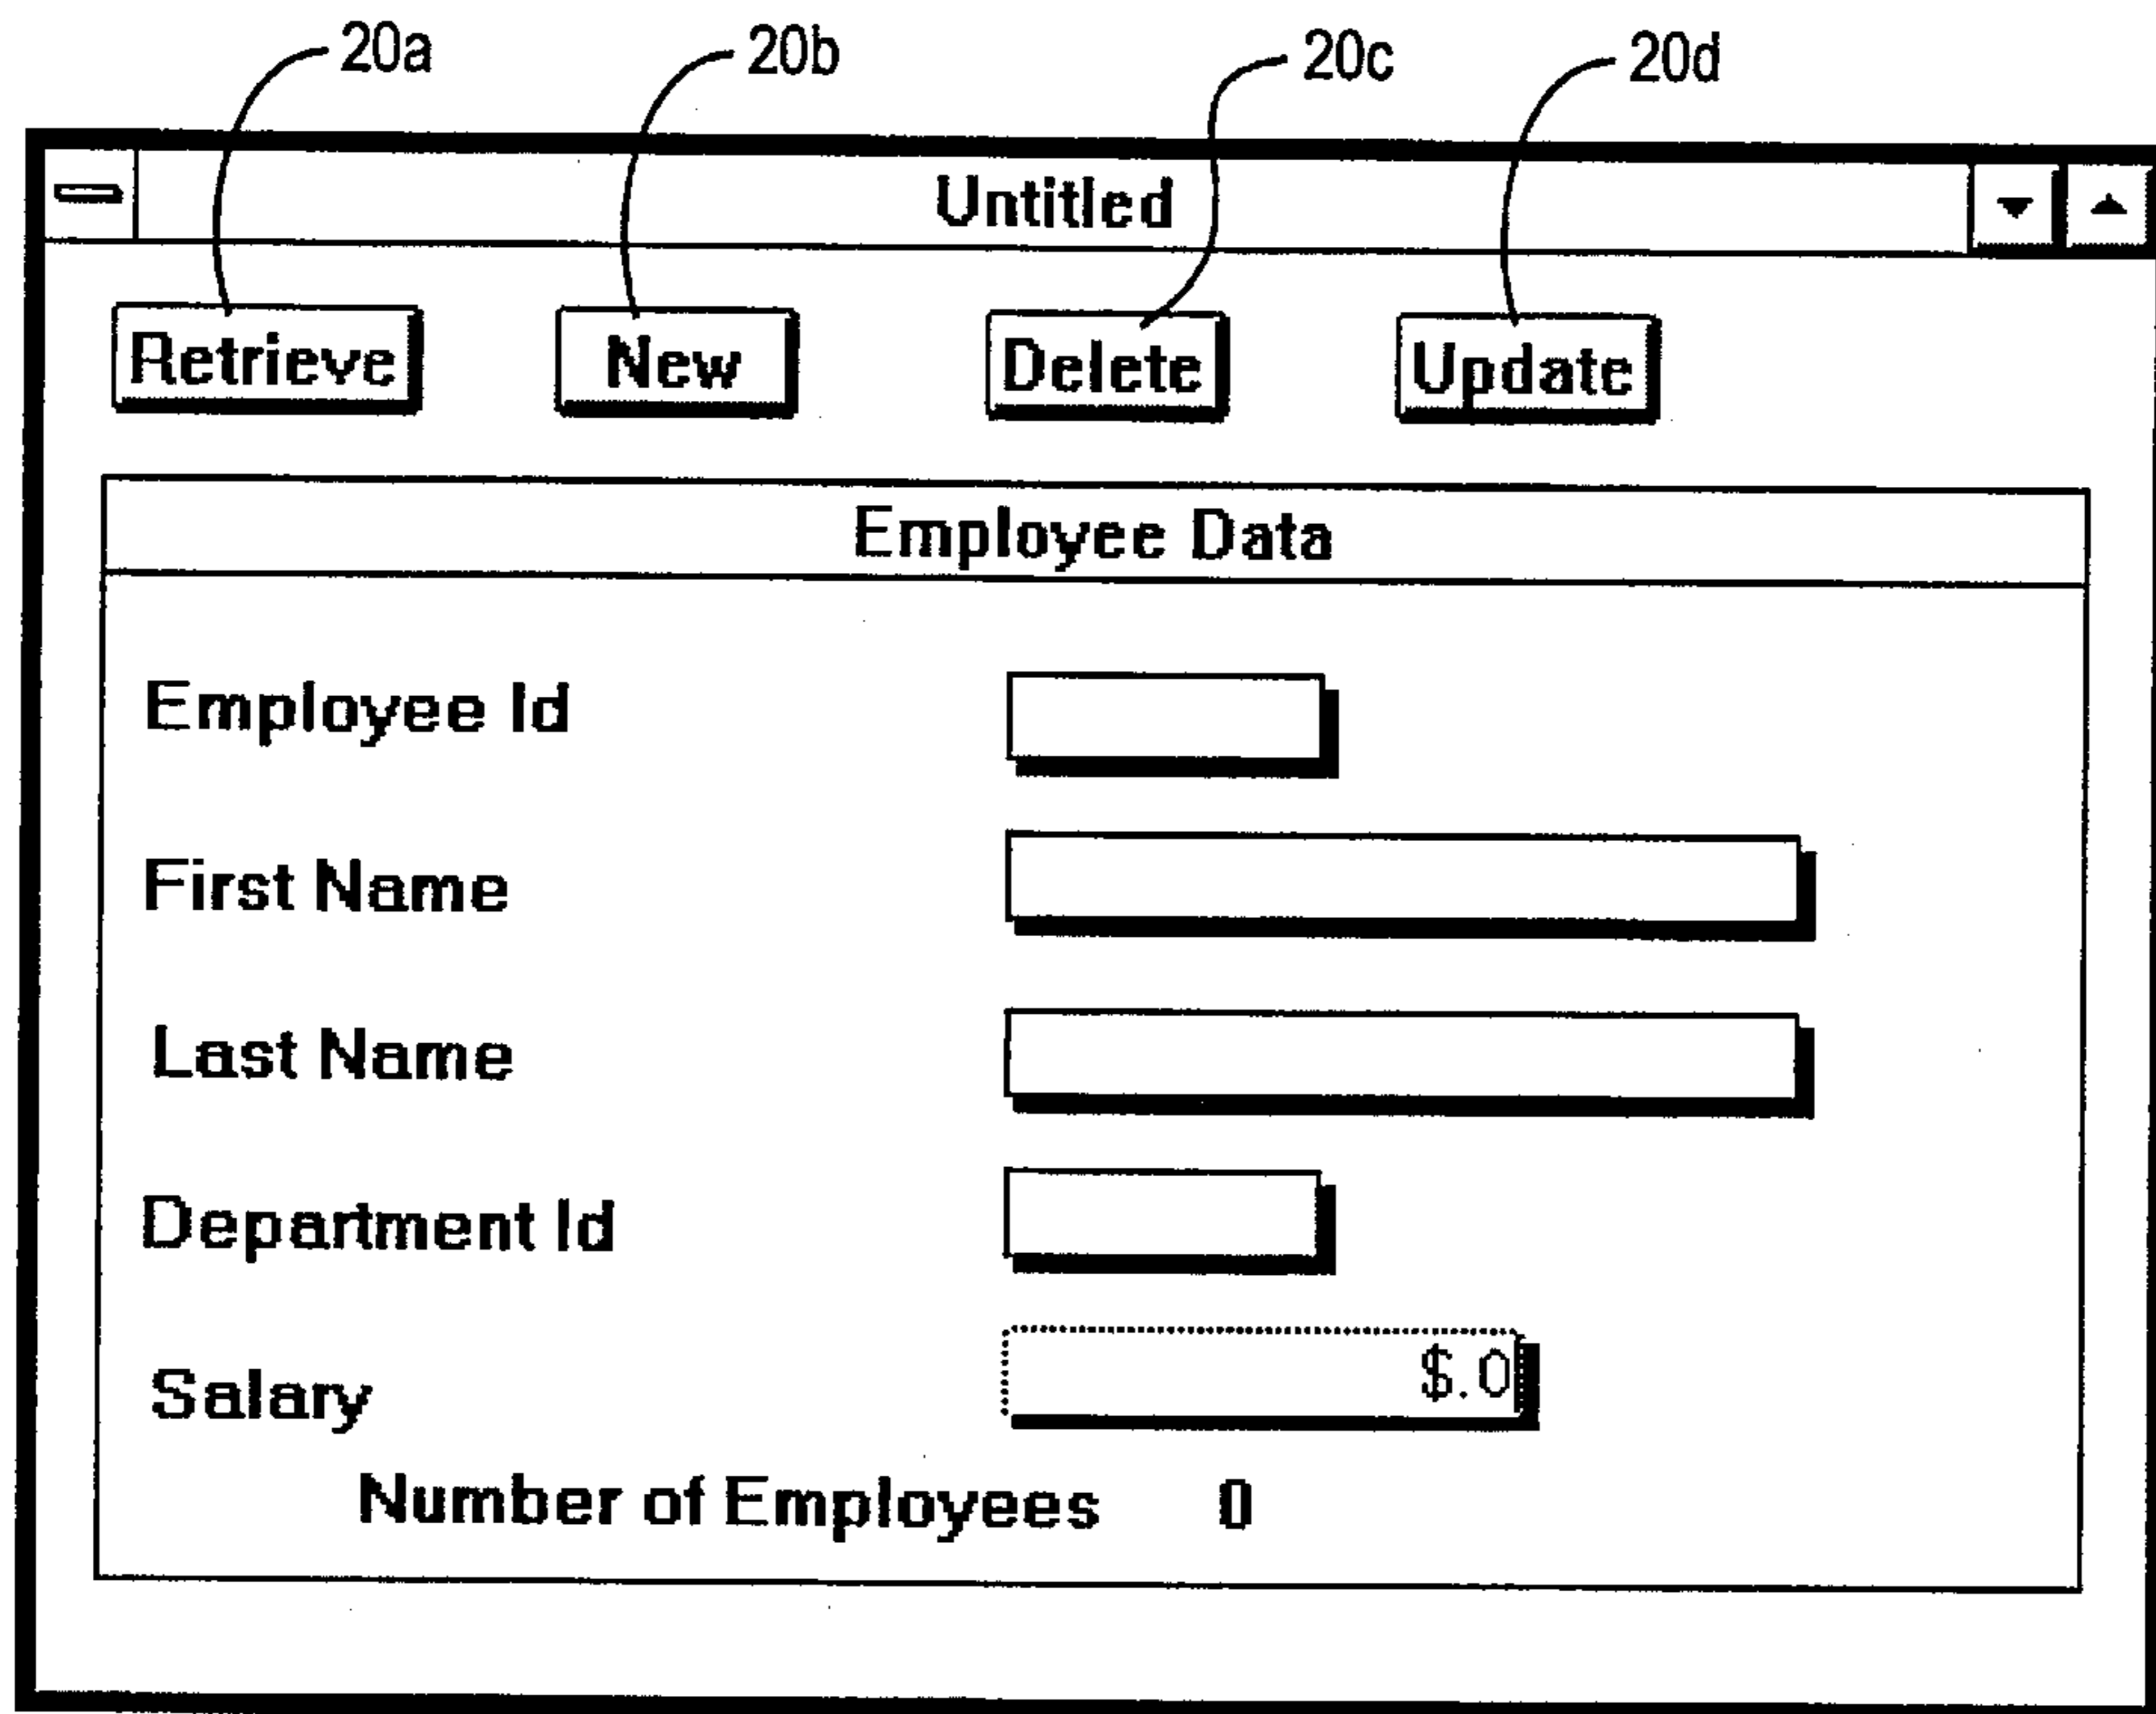 20a 20b 20c 20d
Untitled
Retrieve New Delete Update
Employee Data
Employee Id
First Name
Last Name
Department Id
Salary $.0
Number of Employees 0